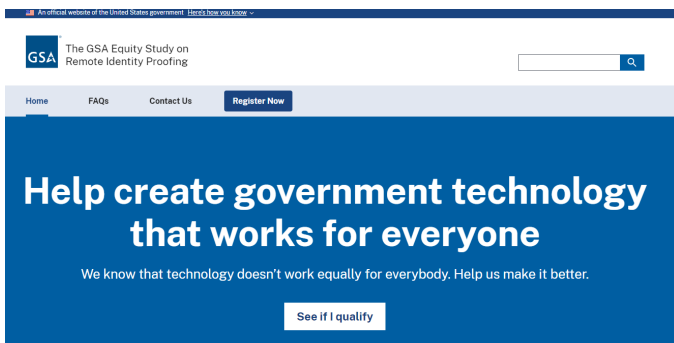 An official website of the United States government Here's how you know
GSA
The GSA Equity Study on
Remote Identity Proofing
Home FAQs Contact Us Register Now
Help create government technology
that works for everyone
We know that technology doesn't work equally for everybody. Help us make it better.
See if I qualify